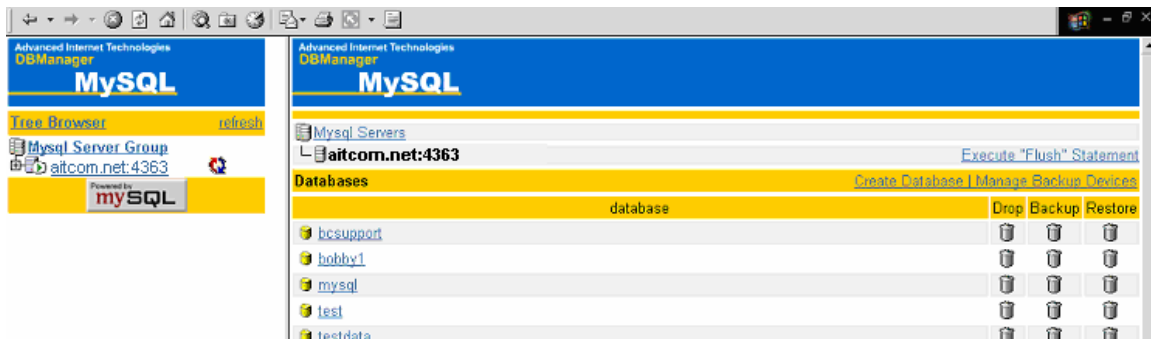 Advanced Internet Technologies
DBManager
MySQL
Tree Browser refresh
Mysql Server Group
aitcom.net:4363
Powered by
mySQL
Advanced Internet Technologies
DBManager
MySQL
Mysql Servers
aitcom.net:4363
Execute "Flush" Statement
Databases Create Database | Manage Backup Devices
database Drop Backup Restore
bcsupport
bobby1
mysql
test
testdata